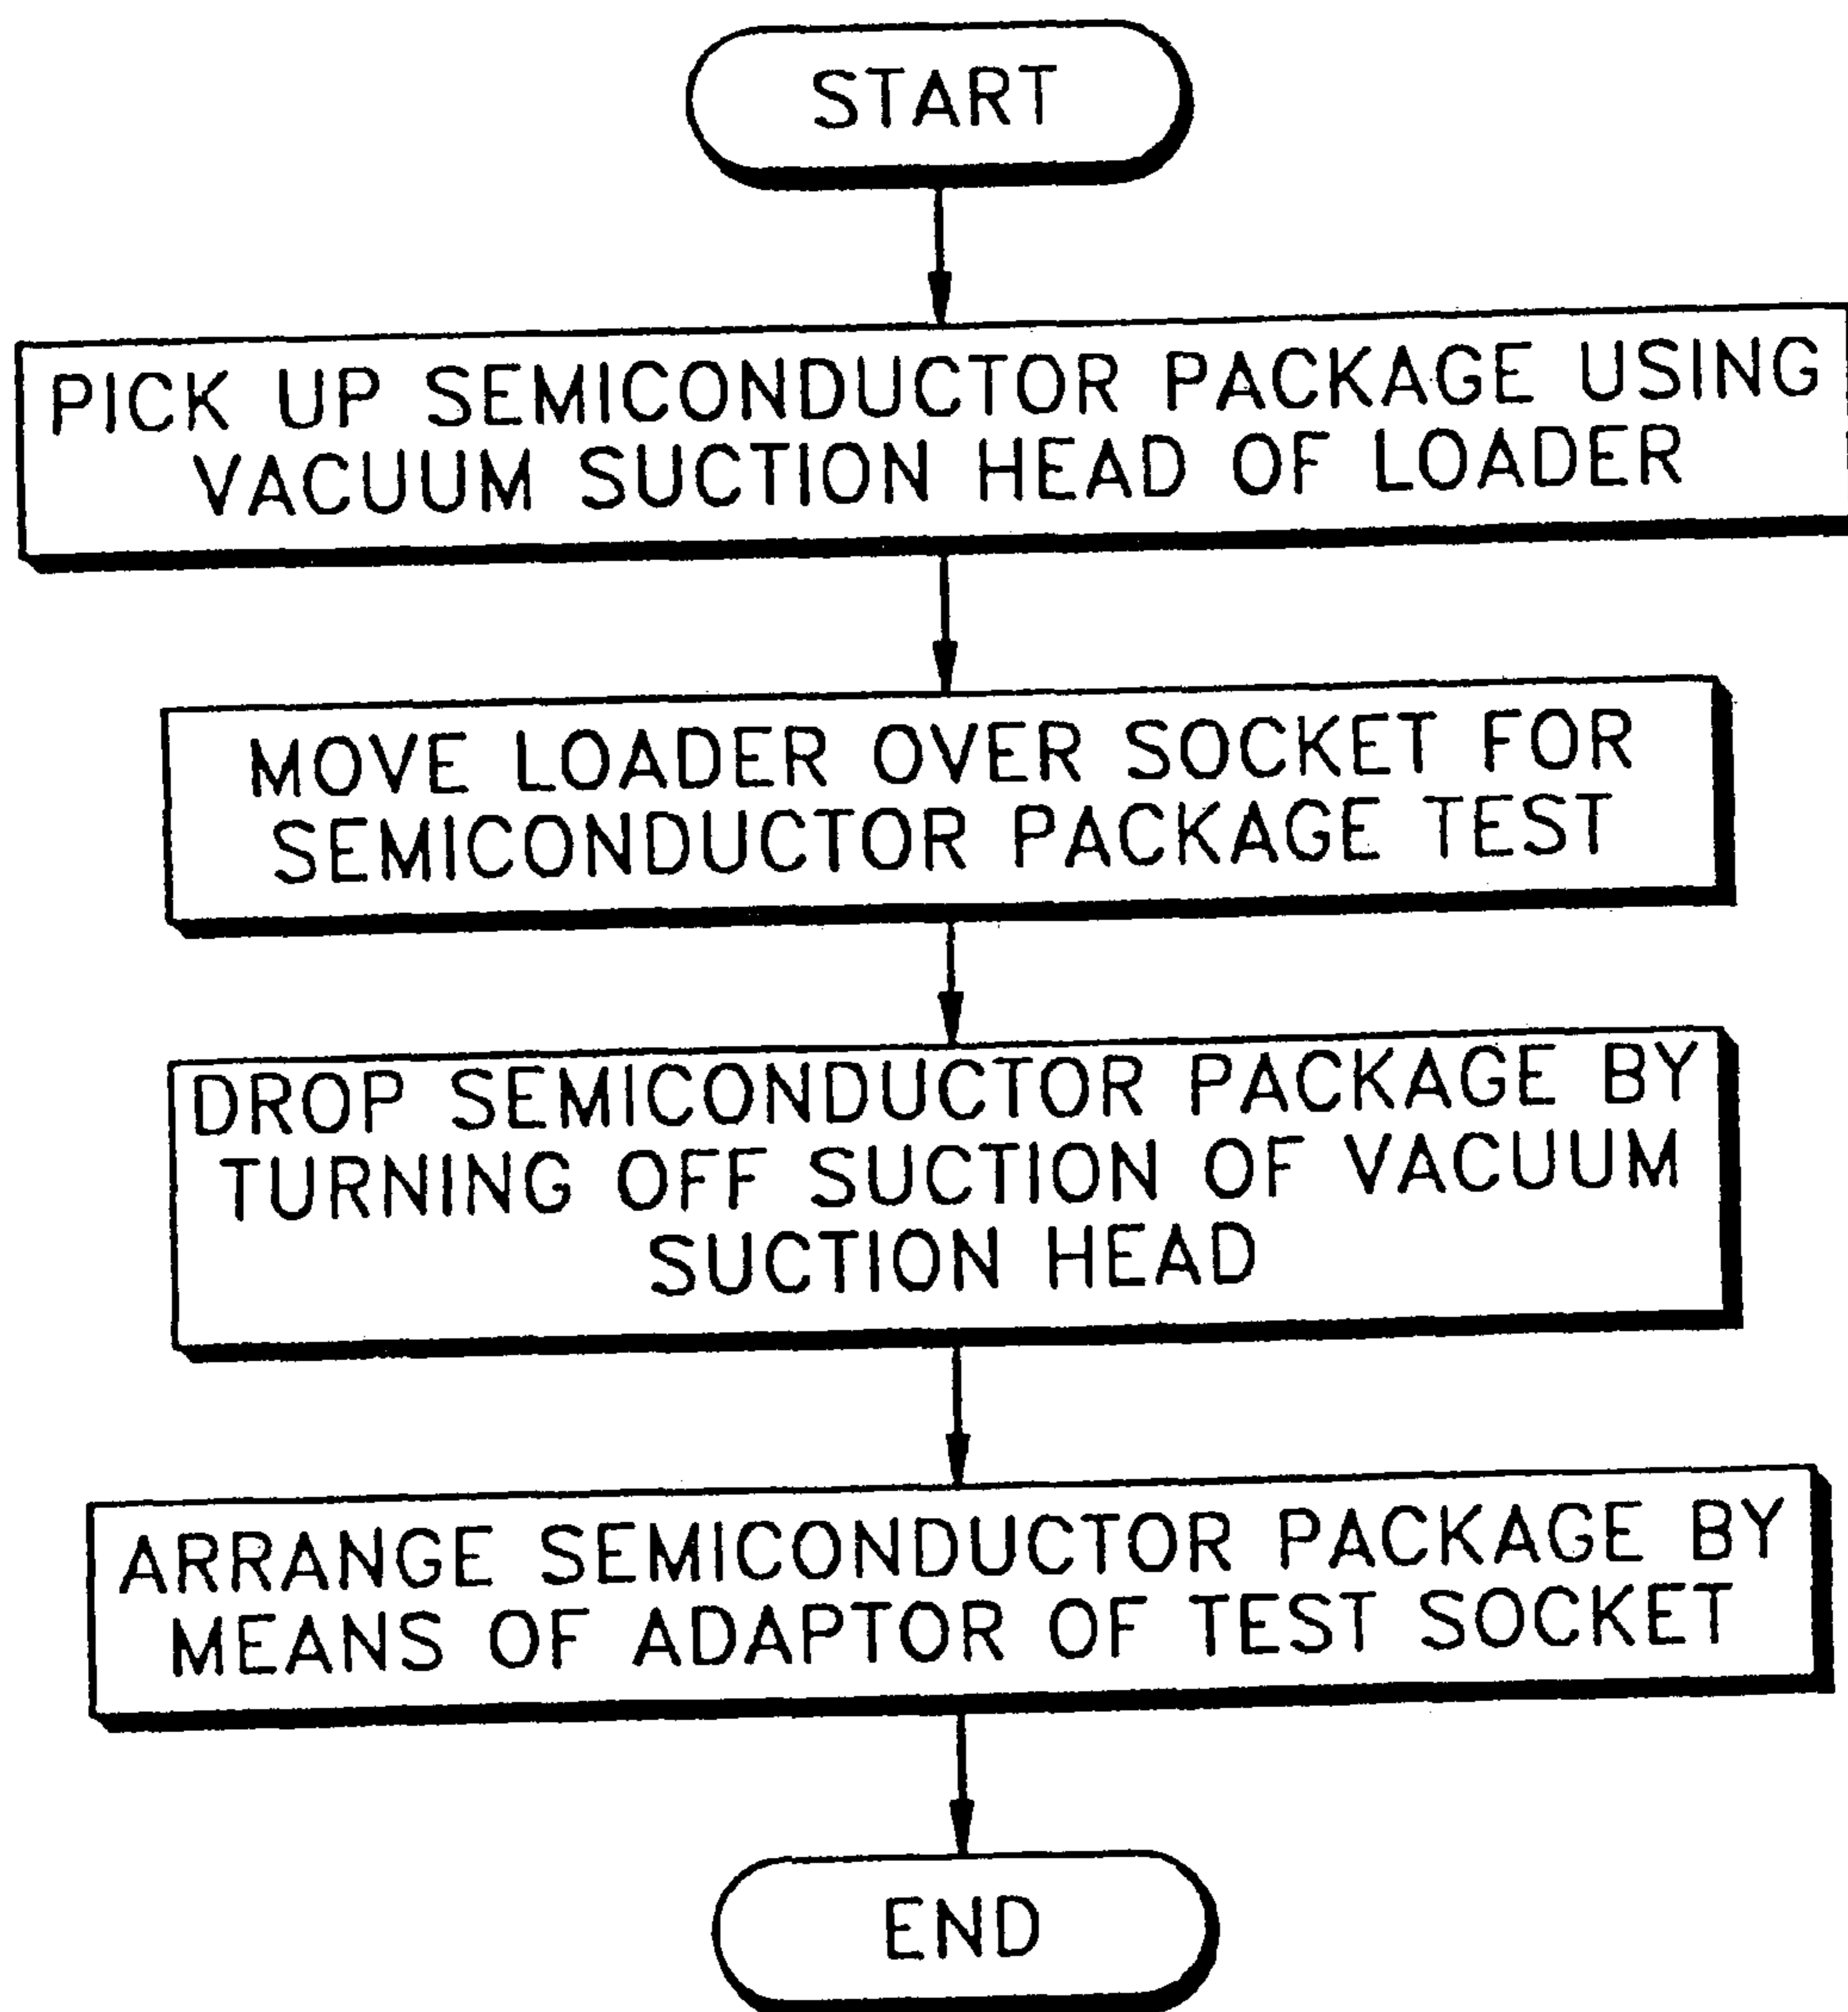 START
PICK UP SEMICONDUCTOR PACKAGE USING
VACUUM SUCTION HEAD OF LOADER
MOVE LOADER OVER SOCKET FOR
SEMICONDUCTOR PACKAGE TEST
DROP SEMICONDUCTOR PACKAGE BY
TURNING OFF SUCTION OF VACUUM
SUCTION HEAD
ARRANGE SEMICONDUCTOR PACKAGE BY
MEANS OF ADAPTOR OF TEST SOCKET
END